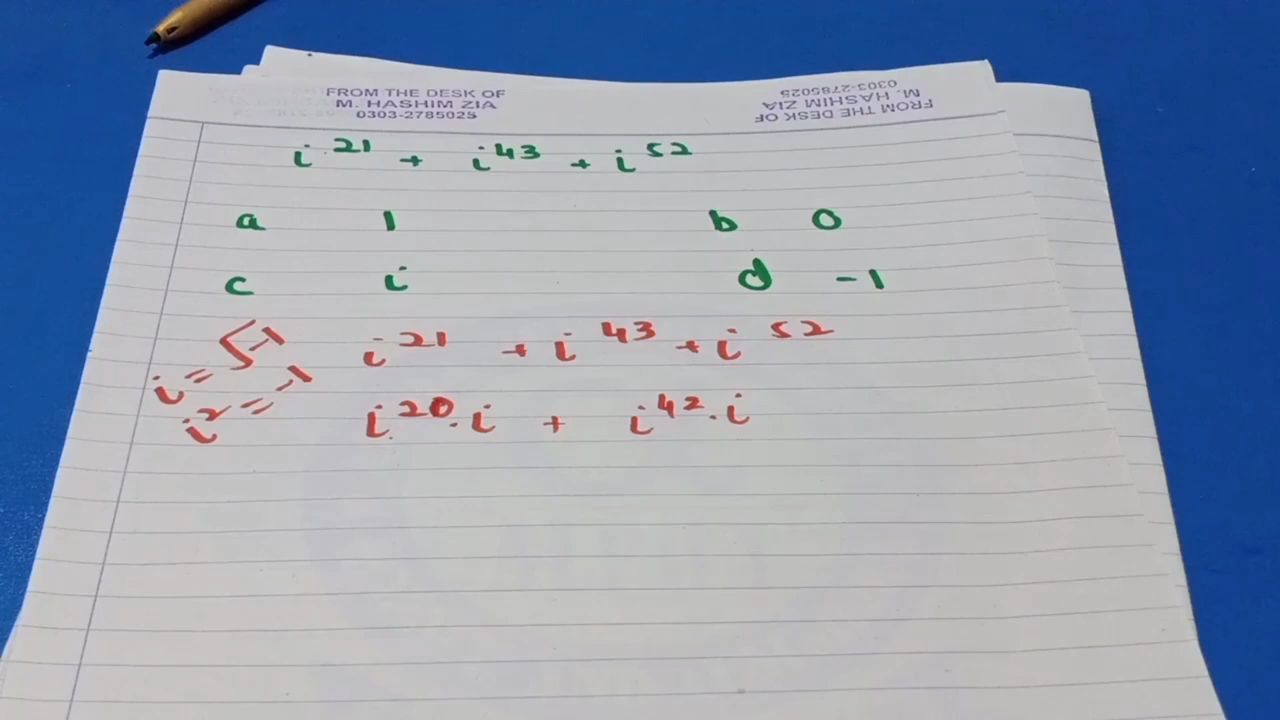 FROM THE DESK OF
M. HASHIM ZIA
0303-2785025
FROM THE DESK OF
M. HASHIM ZIA
0303-2785025
i²¹ + i⁴³ + i⁵²
a 1 b 0
c i d -1
i = √-1 i²¹ + i⁴³ + i⁵²
i² = -1 i²⁰.i + i⁴².i